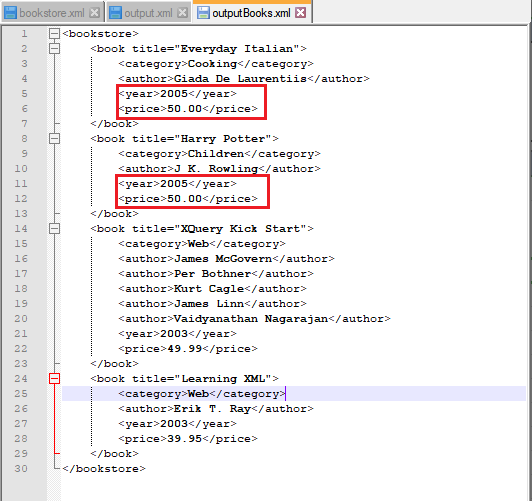 bookstore.xml output.xml outputBooks.xml
1 <bookstore>
2 <book title="Everyday Italian">
3 <category>Cooking</category>
4 <author>Giada De Laurentiis</author>
5 <year>2005</year>
6 <price>50.00</price>
7 </book>
8 <book title="Harry Potter">
9 <category>Children</category>
10 <author>J K. Rowling</author>
11 <year>2005</year>
12 <price>50.00</price>
13 </book>
14 <book title="XQuery Kick Start">
15 <category>Web</category>
16 <author>James McGovern</author>
17 <author>Per Bothner</author>
18 <author>Kurt Cagle</author>
19 <author>James Linn</author>
20 <author>Vaidyanathan Nagarajan</author>
21 <year>2003</year>
22 <price>49.99</price>
23 </book>
24 <book title="Learning XML">
25 <category>Web</category>
26 <author>Erik T. Ray</author>
27 <year>2003</year>
28 <price>39.95</price>
29 </book>
30 </bookstore>